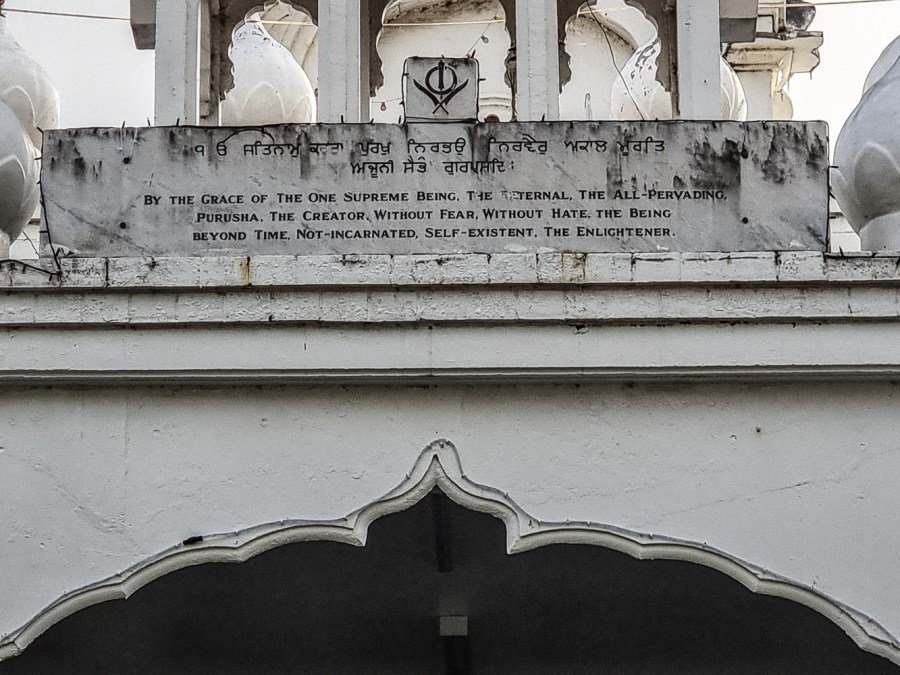 ੧ ਓ ਸਤਿਨਾਮੁ ਕਰਤਾ ਪੁਰਖੁ ਨਿਰਭਉ ਨਿਰਵੈਰੁ ਅਕਾਲ ਮੂਰਤਿ
ਅਜੂਨੀ ਸੈਭੰ ਗੁਰਪ੍ਰਸਾਦਿ:
BY THE GRACE OF THE ONE SUPREME BEING, THE ETERNAL, THE ALL-PERVADING,
PURUSHA, THE CREATOR, WITHOUT FEAR, WITHOUT HATE, THE BEING
BEYOND TIME, NOT-INCARNATED, SELF-EXISTENT, THE ENLIGHTENER.